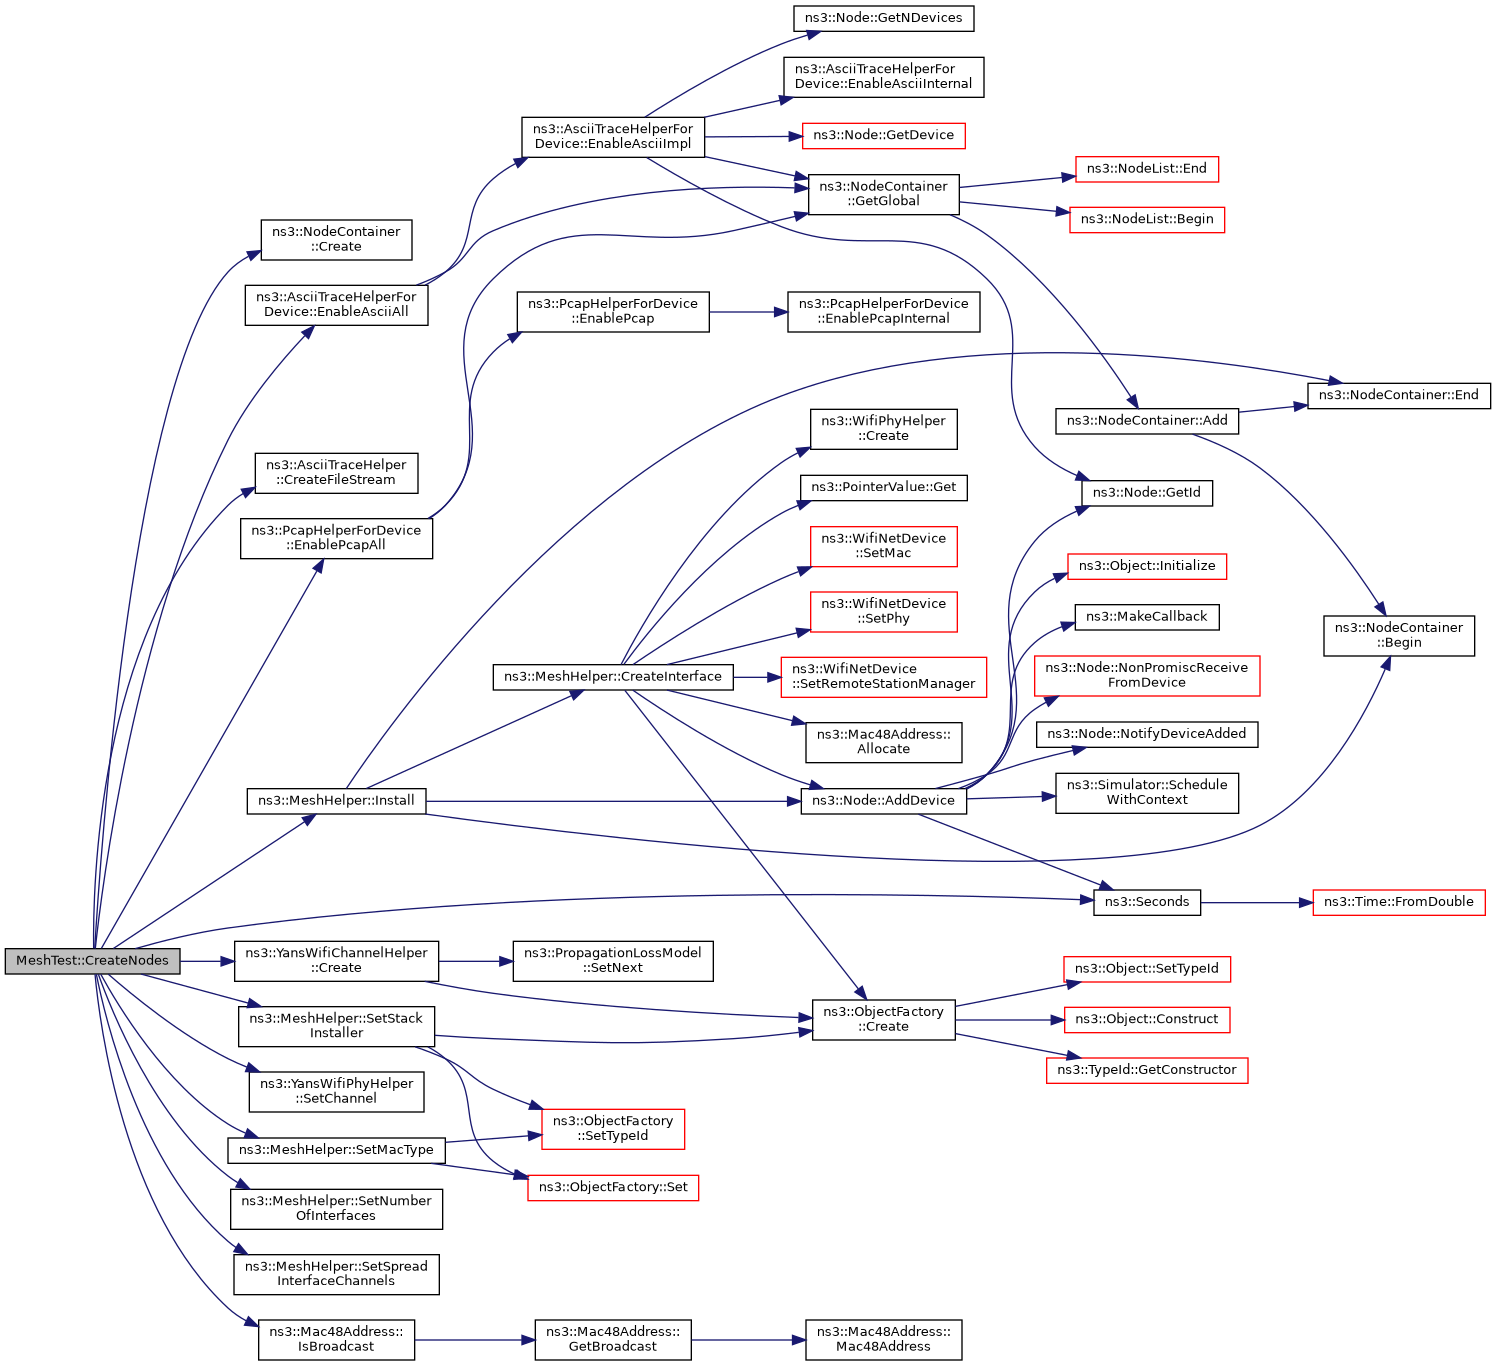 ns3::Node::GetNDevices
ns3::AsciiTraceHelperFor
Device::EnableAsciiInternal
ns3::AsciiTraceHelperFor
Device::EnableAsciiImpl
ns3::Node::GetDevice
ns3::NodeList::End
ns3::NodeContainer
::GetGlobal
ns3::NodeList::Begin
ns3::NodeContainer
::Create
ns3::AsciiTraceHelperFor
Device::EnableAsciiAll
ns3::PcapHelperForDevice
::EnablePcap
ns3::PcapHelperForDevice
::EnablePcapInternal
ns3::NodeContainer::End
ns3::NodeContainer::Add
ns3::WifiPhyHelper
::Create
ns3::AsciiTraceHelper
::CreateFileStream
ns3::PointerValue::Get
ns3::Node::GetId
ns3::PcapHelperForDevice
::EnablePcapAll
ns3::WifiNetDevice
::SetMac
ns3::Object::Initialize
ns3::WifiNetDevice
::SetPhy
ns3::MakeCallback
ns3::NodeContainer
::Begin
ns3::MeshHelper::CreateInterface
ns3::WifiNetDevice
::SetRemoteStationManager
ns3::Node::NonPromiscReceive
FromDevice
ns3::Mac48Address::
Allocate
ns3::Node::NotifyDeviceAdded
ns3::MeshHelper::Install
ns3::Node::AddDevice
ns3::Simulator::Schedule
WithContext
ns3::Seconds
ns3::Time::FromDouble
MeshTest::CreateNodes
ns3::YansWifiChannelHelper
::Create
ns3::PropagationLossModel
::SetNext
ns3::Object::SetTypeId
ns3::MeshHelper::SetStack
Installer
ns3::ObjectFactory
::Create
ns3::Object::Construct
ns3::TypeId::GetConstructor
ns3::YansWifiPhyHelper
::SetChannel
ns3::ObjectFactory
::SetTypeId
ns3::MeshHelper::SetMacType
ns3::ObjectFactory::Set
ns3::MeshHelper::SetNumber
OfInterfaces
ns3::MeshHelper::SetSpread
InterfaceChannels
ns3::Mac48Address::
IsBroadcast
ns3::Mac48Address::
GetBroadcast
ns3::Mac48Address::
Mac48Address